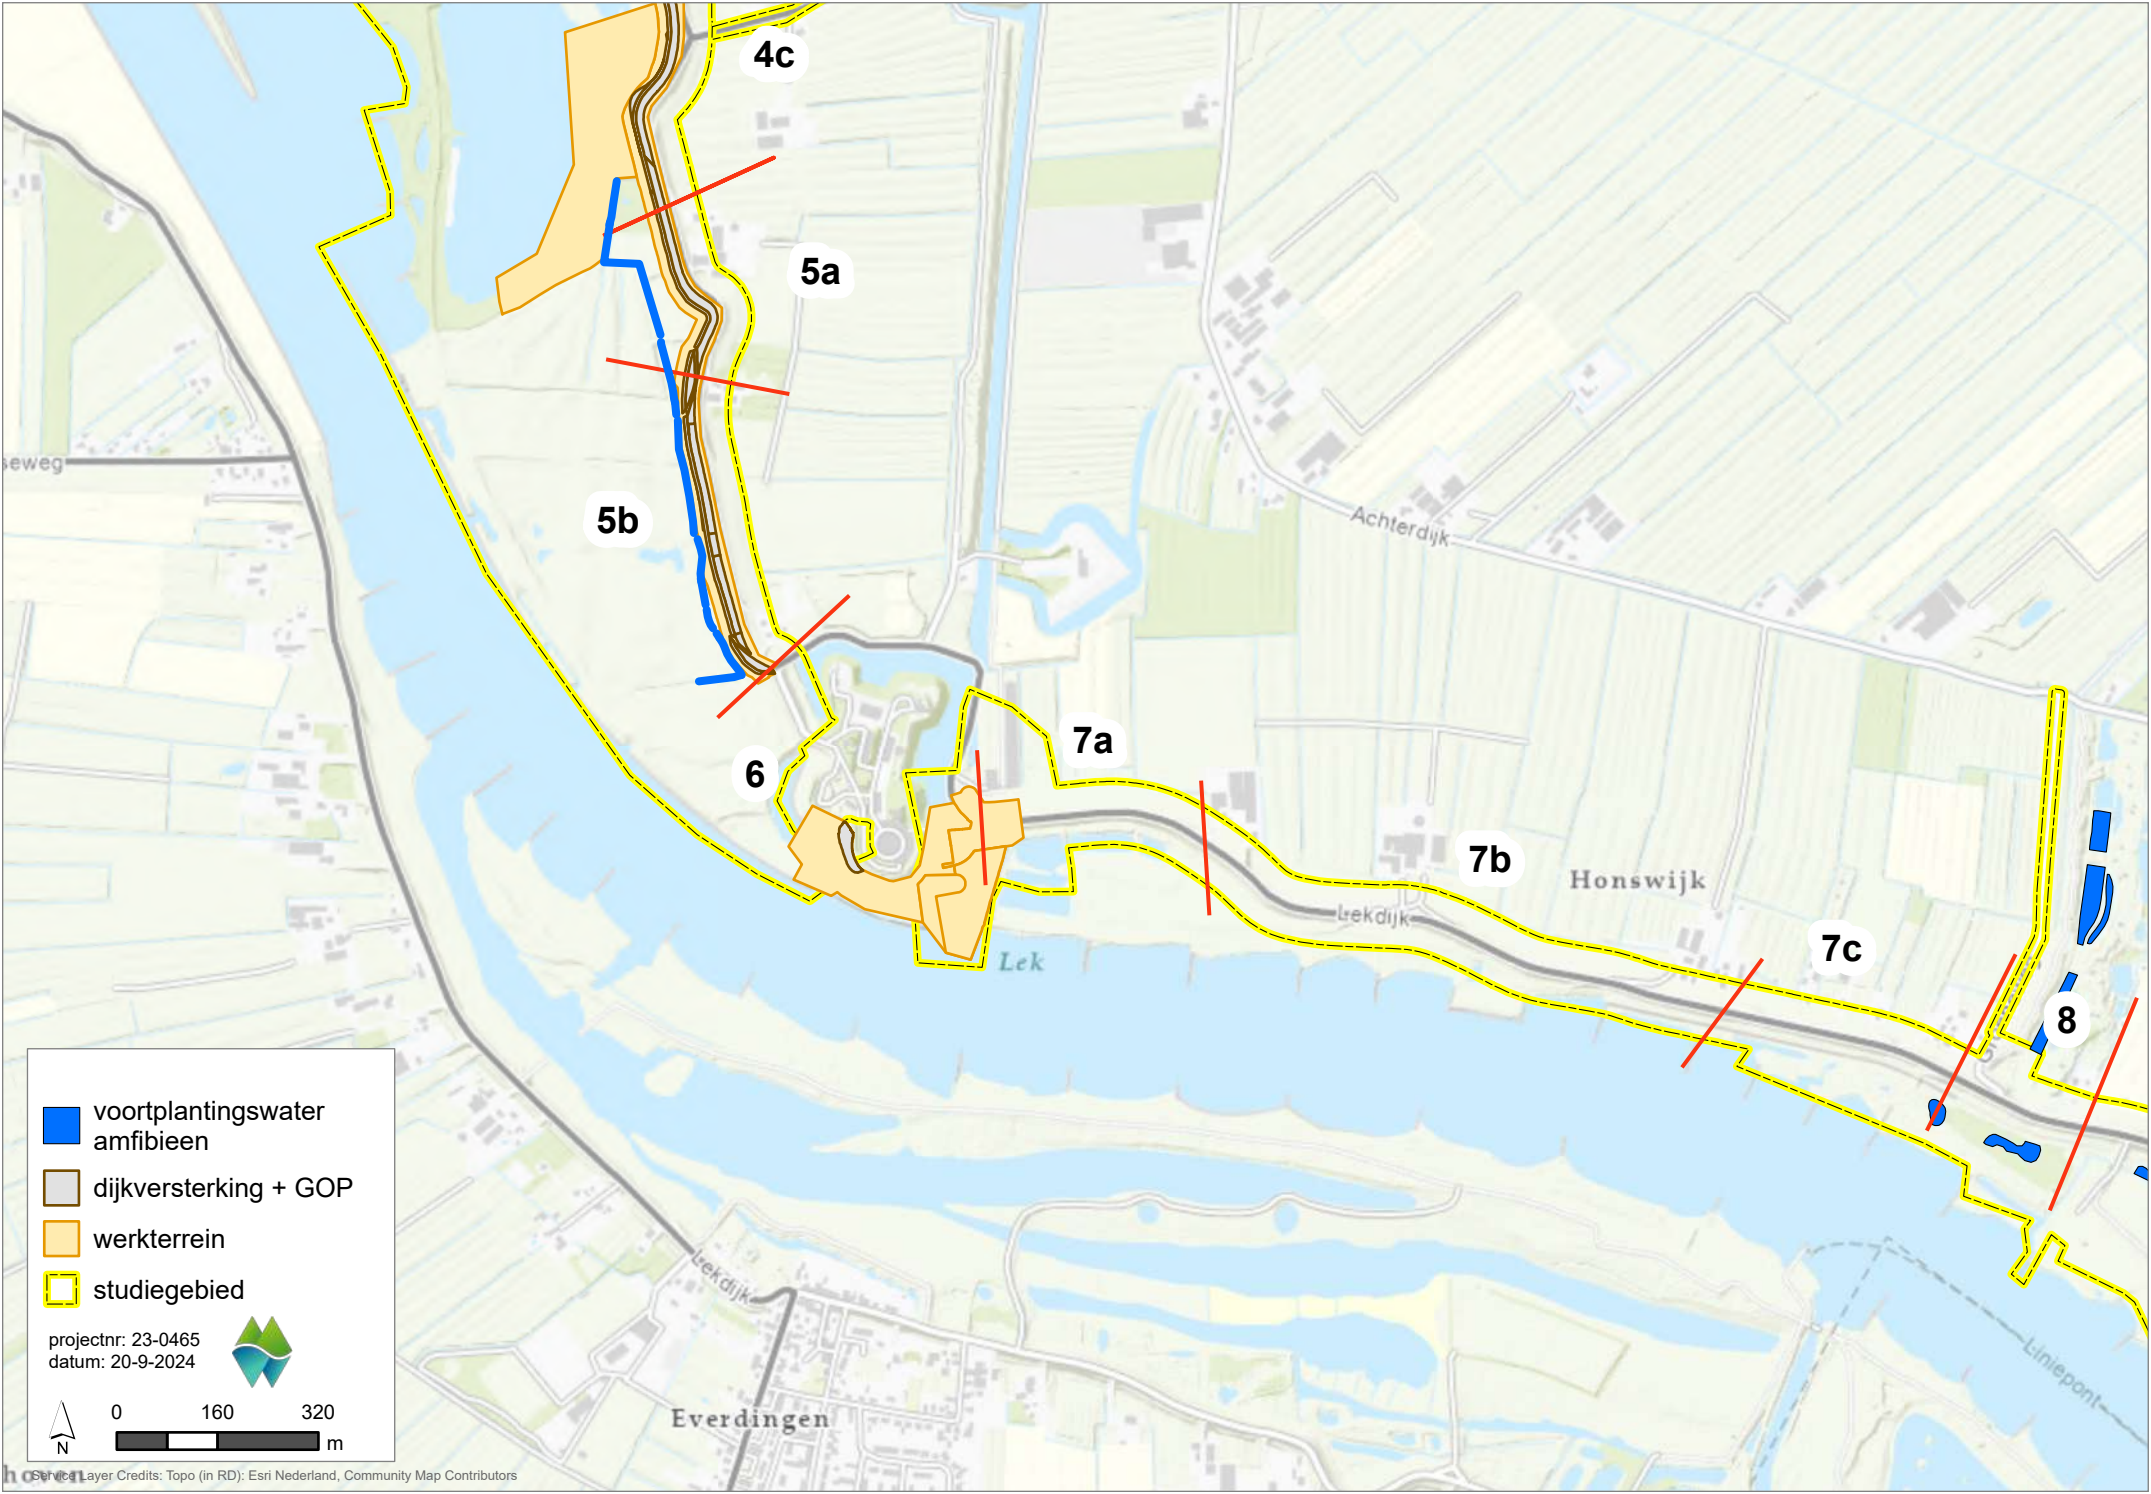 4c
5a
seweg
5b
Achterdijk
7a
6
7b
Honswijk
Lekdijk
7c
Lek
8
voortplantingswater
amfibieen
dijkversterking + GOP
werkterrein
studiegebied
projectnr: 23-0465
datum: 20-9-2024
0 160 320
m
N
Lekdijk
Everdingen
Liniepont
Service Layer Credits: Topo (in RD): Esri Nederland, Community Map Contributors